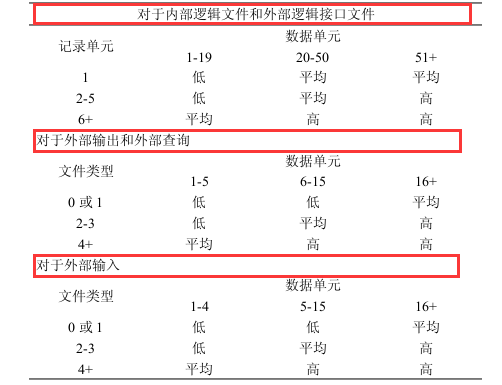 对于内部逻辑文件和外部逻辑接口文件
记录单元 数据单元
1-19 20-50 51+
1 低 平均 平均
2-5 低 平均 高
6+ 平均 高 高
对于外部输出和外部查询
文件类型 数据单元
1-5 6-15 16+
0 或 1 低 低 平均
2-3 低 平均 高
4+ 平均 高 高
对于外部输入
文件类型 数据单元
1-4 5-15 16+
0 或 1 低 低 平均
2-3 低 平均 高
4+ 平均 高 高